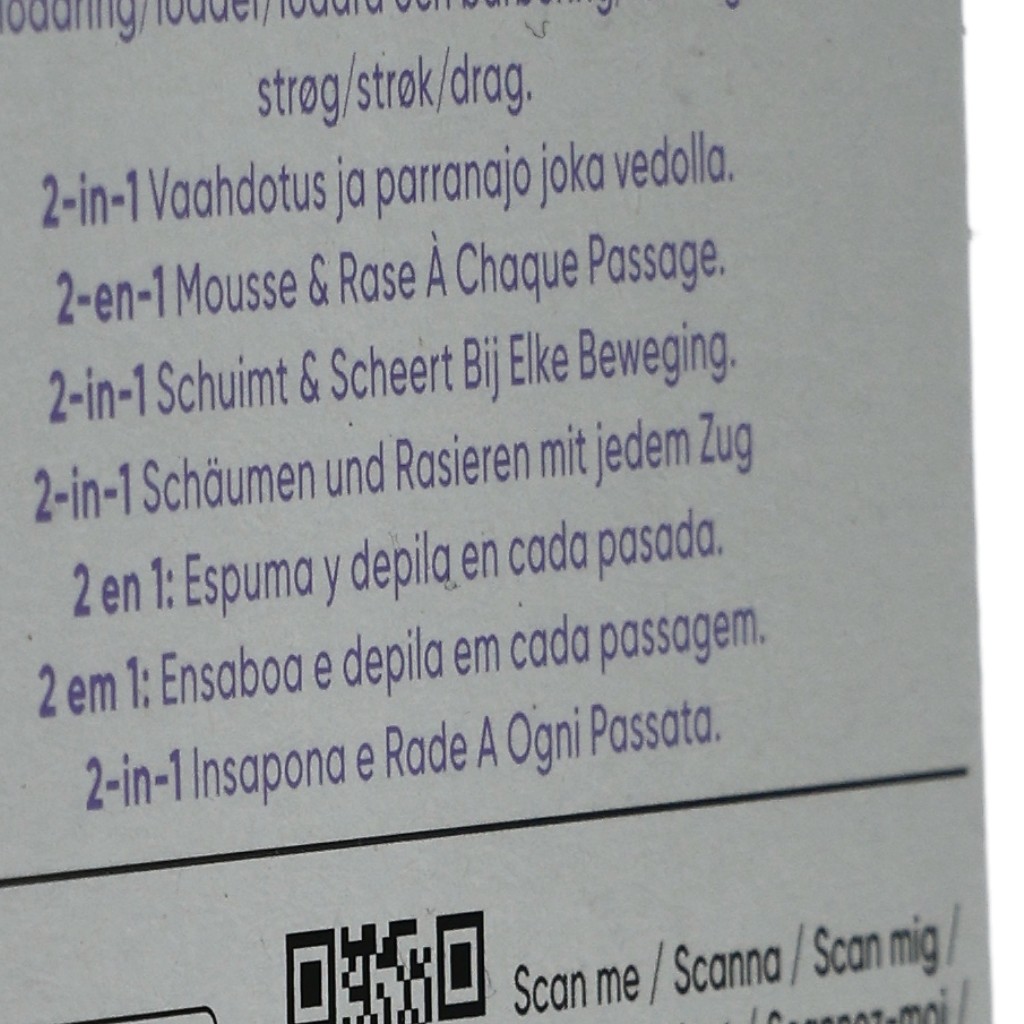 strøg/strøk/drag.
2-in-1 Vaahdotus ja parranajo joka vedolla.
2-en-1 Mousse & Rase À Chaque Passage.
2-in-1 Schuimt & Scheert Bij Elke Beweging.
2-in-1 Schäumen und Rasieren mit jedem Zug
2 en 1: Espuma y depila en cada pasada.
2 em 1: Ensaboa e depila em cada passagem.
2-in-1 Insapona e Rade A Ogni Passata.
Scan me / Scanna / Scan mig /